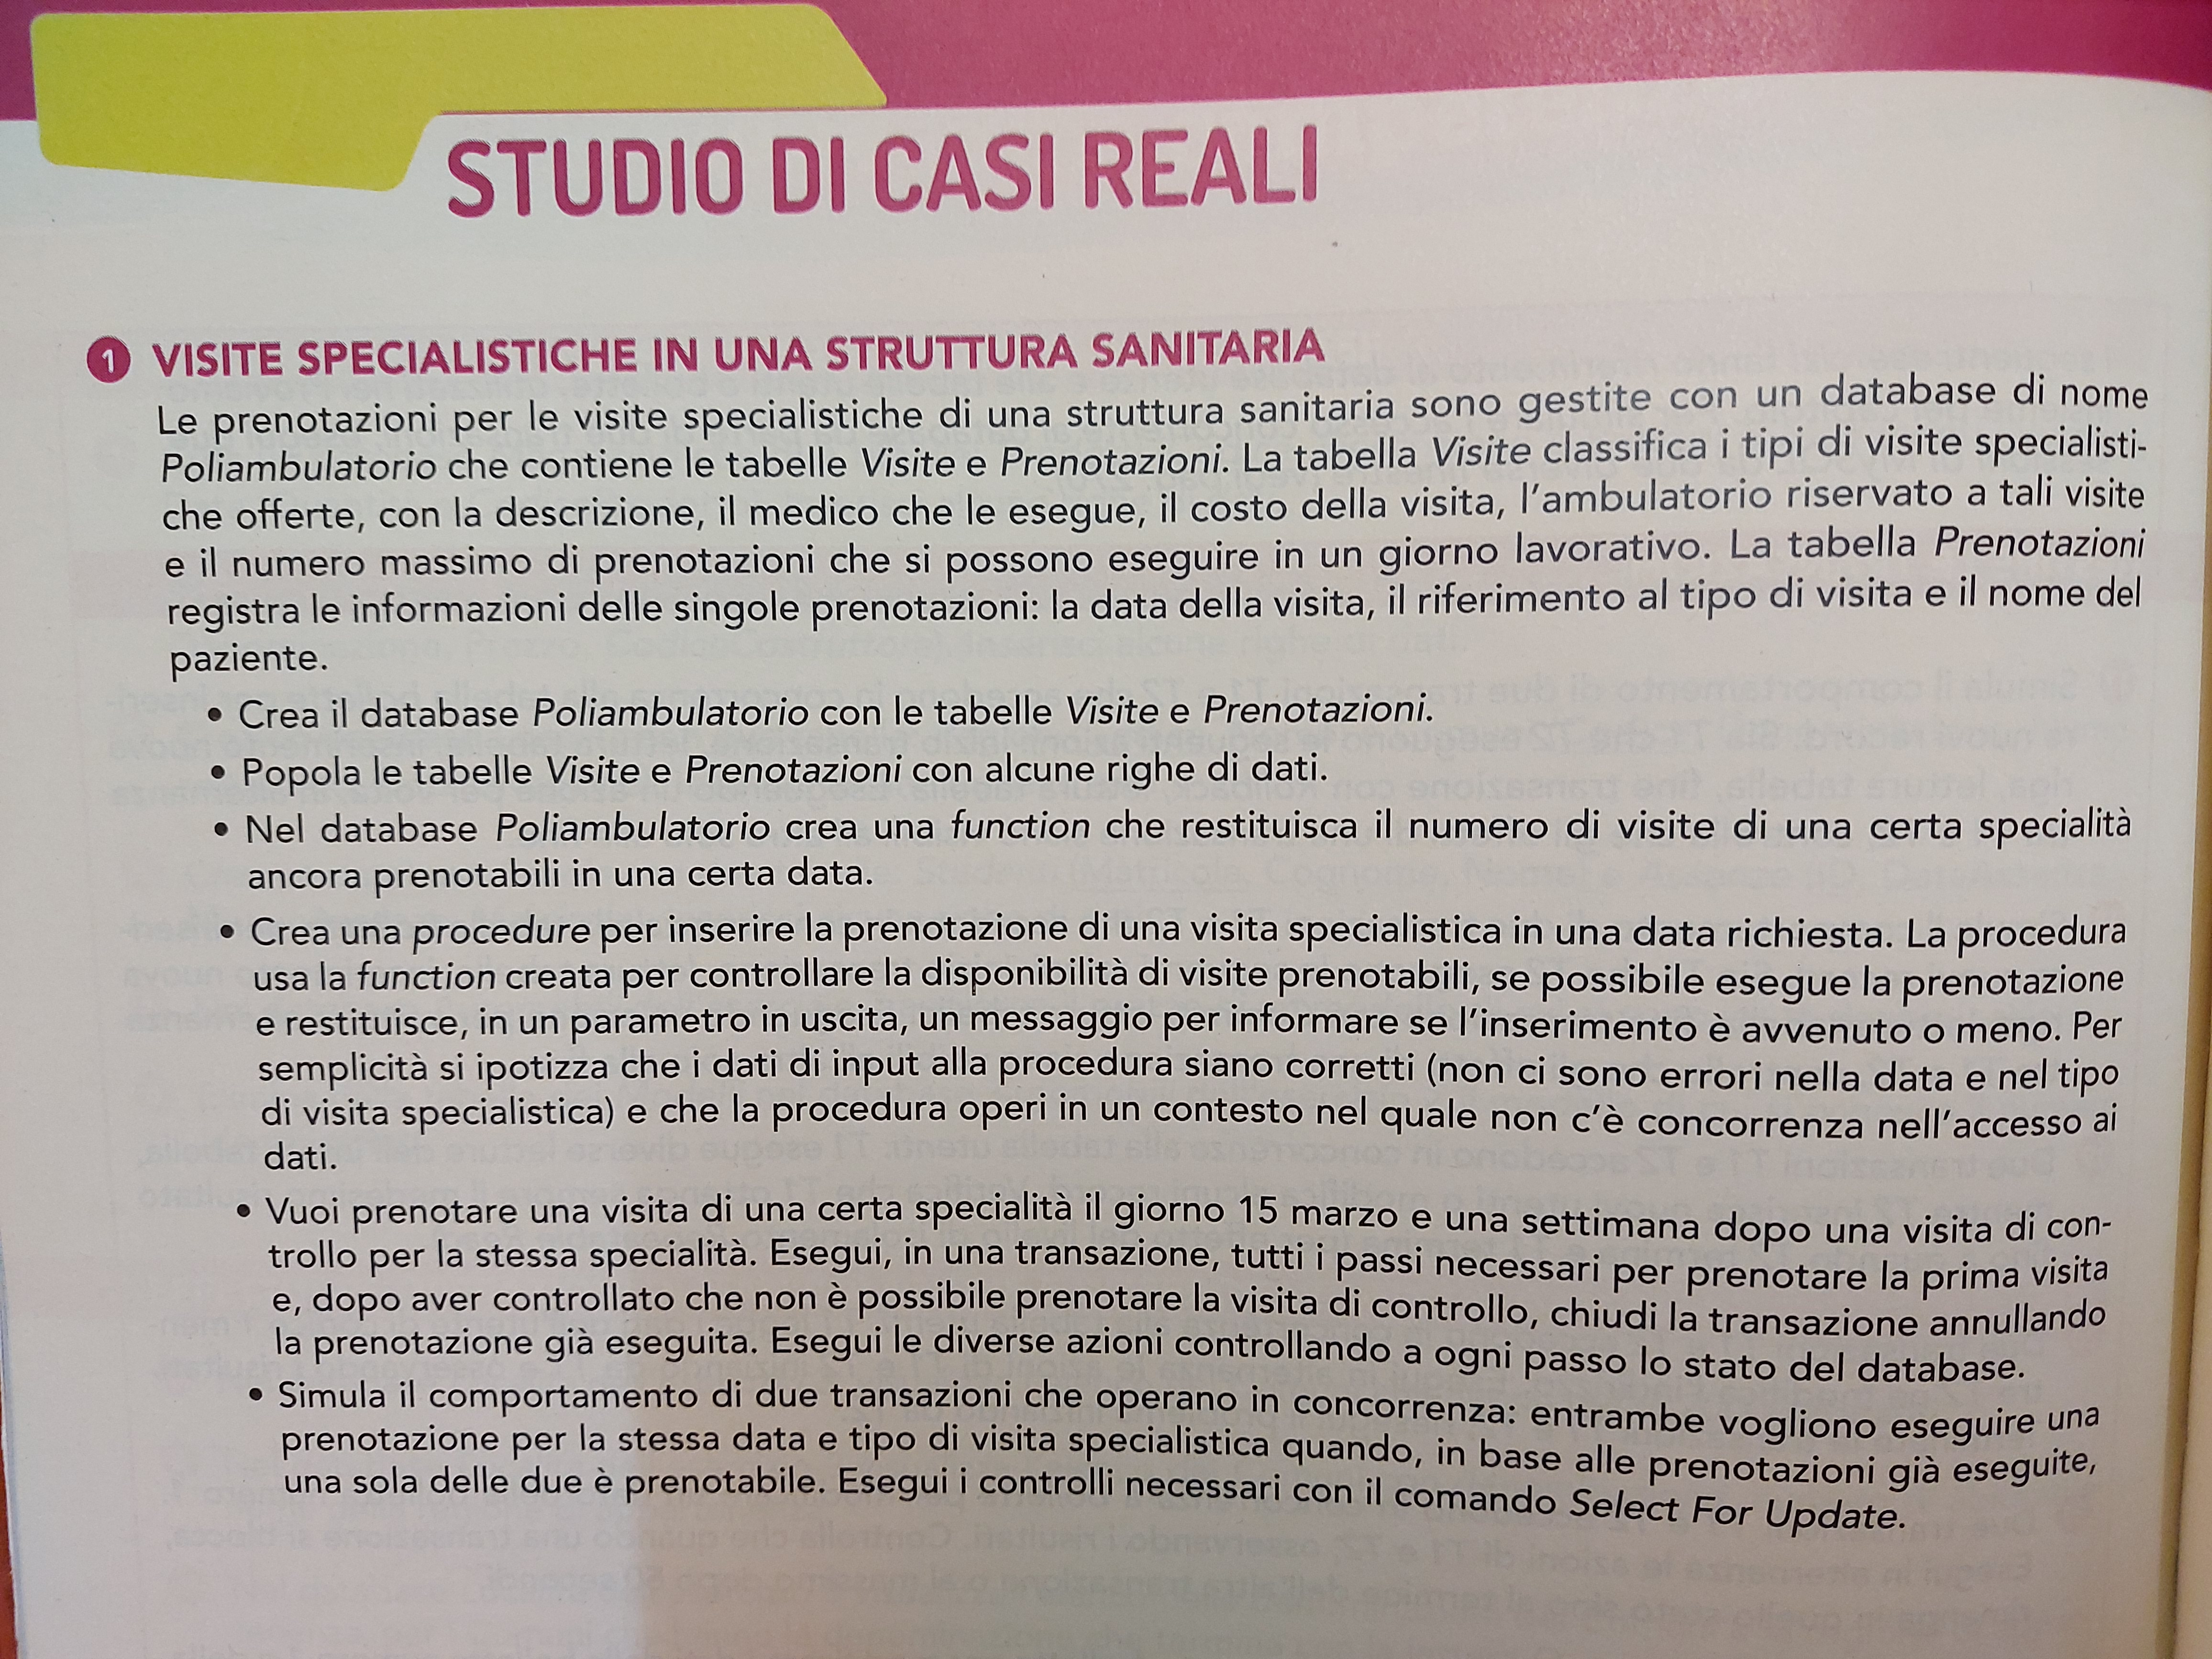 STUDIO DI CASI REALI
1 VISITE SPECIALISTICHE IN UNA STRUTTURA SANITARIA
Le prenotazioni per le visite specialistiche di una struttura sanitaria sono gestite con un database di nome
Poliambulatorio che contiene le tabelle Visite e Prenotazioni. La tabella Visite classifica i tipi di visite specialisti-
che offerte, con la descrizione, il medico che le esegue, il costo della visita, l'ambulatorio riservato a tali visite
e il numero massimo di prenotazioni che si possono eseguire in un giorno lavorativo. La tabella Prenotazioni
registra le informazioni delle singole prenotazioni: la data della visita, il riferimento al tipo di visita e il nome del
paziente.
• Crea il database Poliambulatorio con le tabelle Visite e Prenotazioni.
• Popola le tabelle Visite e Prenotazioni con alcune righe di dati.
• Nel database Poliambulatorio crea una function che restituisca il numero di visite di una certa specialità
ancora prenotabili in una certa data.
• Crea una procedure per inserire la prenotazione di una visita specialistica in una data richiesta. La procedura
usa la function creata per controllare la disponibilità di visite prenotabili, se possibile esegue la prenotazione
e restituisce, in un parametro in uscita, un messaggio per informare se l'inserimento è avvenuto o meno. Per
semplicità si ipotizza che i dati di input alla procedura siano corretti (non ci sono errori nella data e nel tipo
di visita specialistica) e che la procedura operi in un contesto nel quale non c'è concorrenza nell'accesso ai
dati.
• Vuoi prenotare una visita di una certa specialità il giorno 15 marzo e una settimana dopo una visita di con-
trollo per la stessa specialità. Esegui, in una transazione, tutti i passi necessari per prenotare la prima visita
e, dopo aver controllato che non è possibile prenotare la visita di controllo, chiudi la transazione annullando
la prenotazione già eseguita. Esegui le diverse azioni controllando a ogni passo lo stato del database.
• Simula il comportamento di due transazioni che operano in concorrenza: entrambe vogliono eseguire una
prenotazione per la stessa data e tipo di visita specialistica quando, in base alle prenotazioni già eseguite,
una sola delle due è prenotabile. Esegui i controlli necessari con il comando Select For Update.